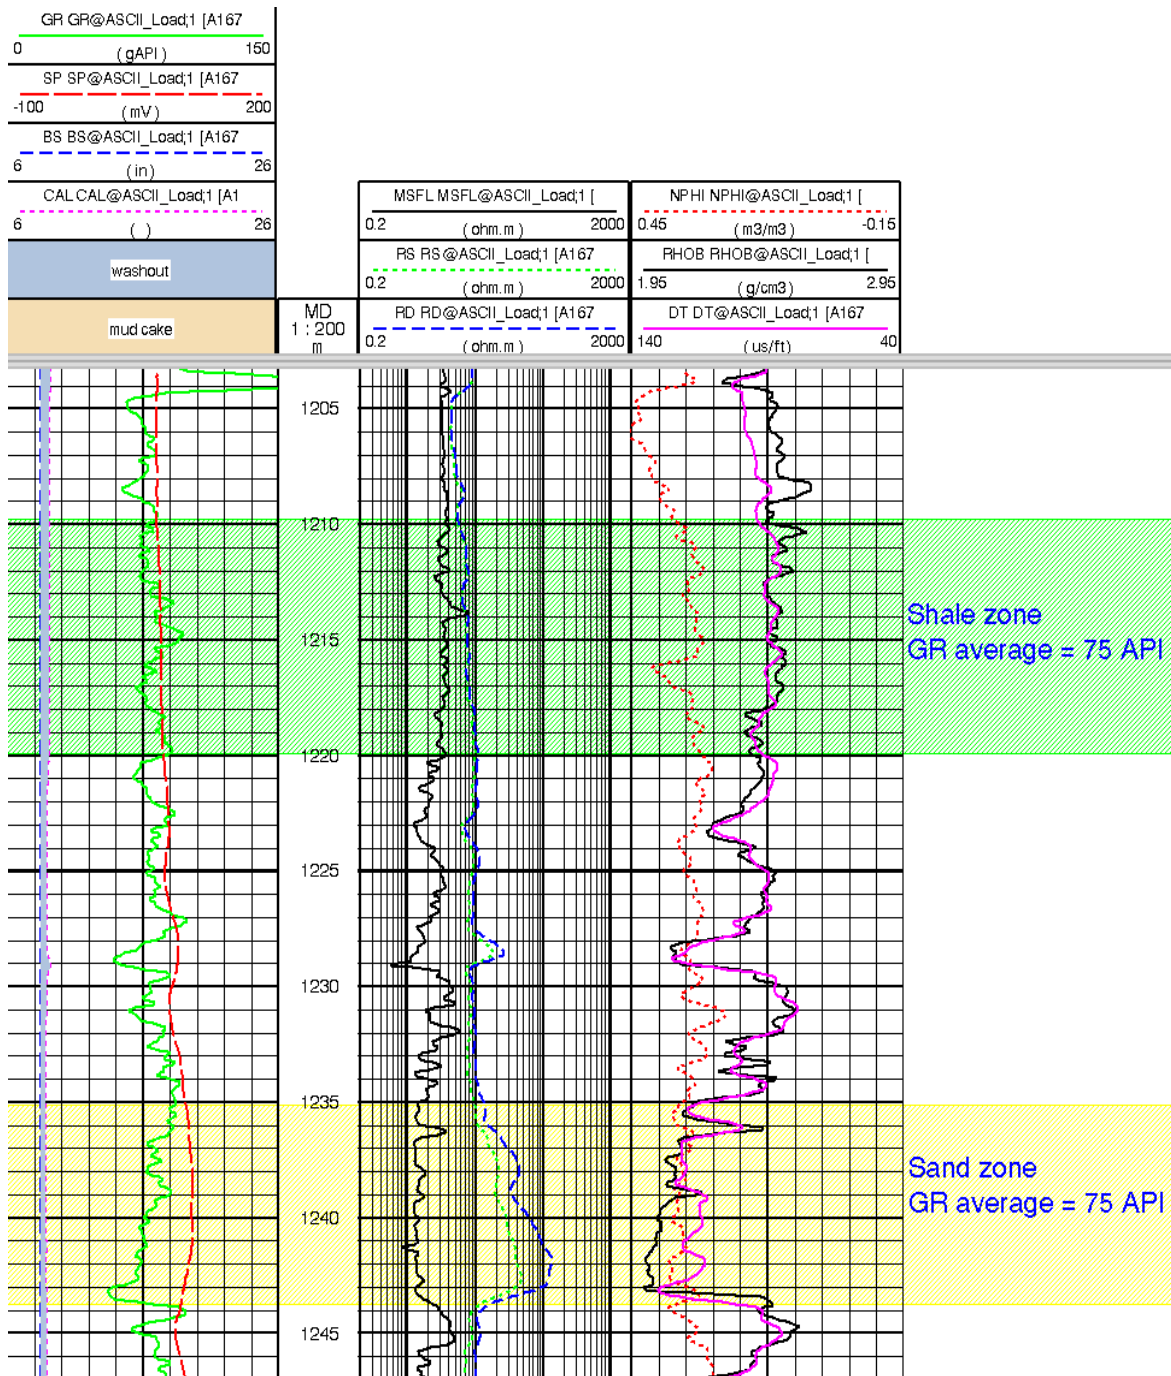 GR GR@ASCII_Load;1 [A167
0 (gAPI) 150
SP SP@ASCII_Load;1 [A167
-100 (mV) 200
BS BS@ASCII_Load;1 [A167
6 (in) 26
CAL CAL@ASCII_Load;1 [A1
6 ( ) 26
washout
mud cake
MD
1 : 200
m
MSFL MSFL@ASCII_Load;1 [
0.2 (ohm.m) 2000
RS RS@ASCII_Load;1 [A167
0.2 (ohm.m) 2000
RD RD@ASCII_Load;1 [A167
0.2 (ohm.m) 2000
NPHI NPHI@ASCII_Load;1 [
0.45 (m3/m3) -0.15
RHOB RHOB@ASCII_Load;1 [
1.95 (g/cm3) 2.95
DT DT@ASCII_Load;1 [A167
140 (us/ft) 40
1205
1210
1215
1220
1225
1230
1235
1240
1245
Shale zone
GR average = 75 API
Sand zone
GR average = 75 API